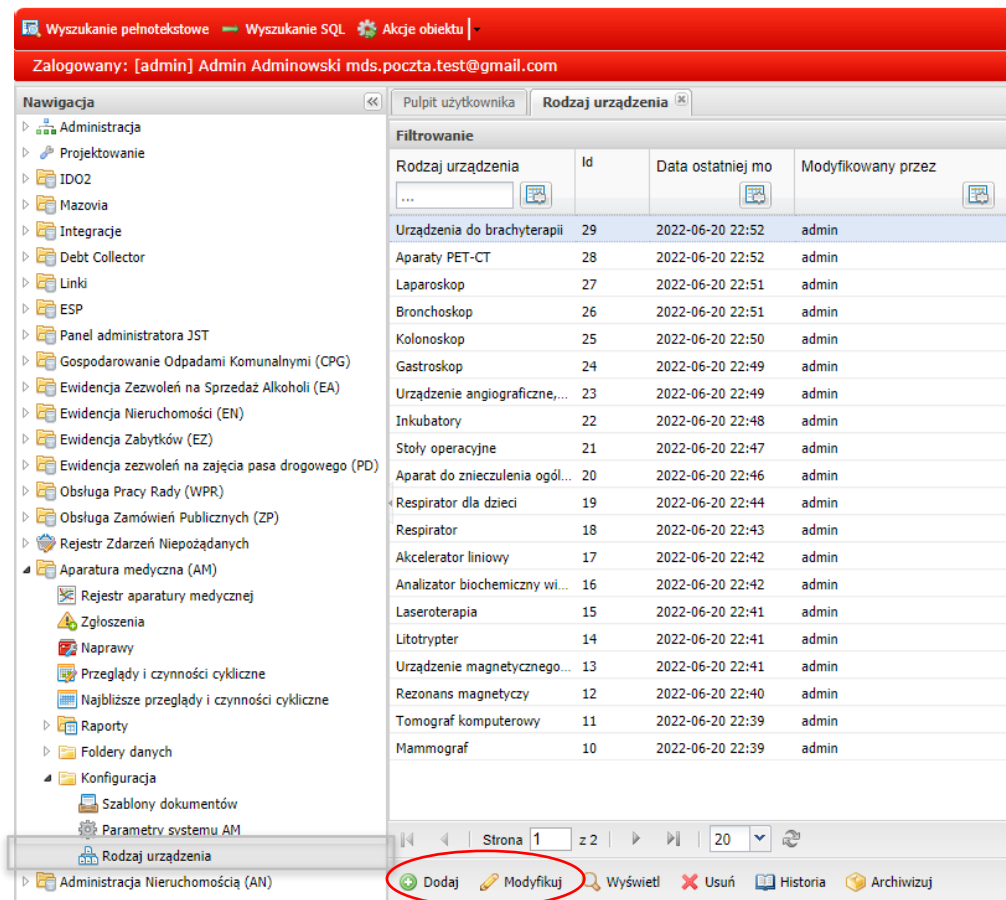 Wyszukanie pełnotekstowe Wyszukanie SQL Akcje obiektu
Zalogowany: [admin] Admin Adminowski mds.poczta.test@gmail.com
Nawigacja
Administracja
Projektowanie
IDO2
Mazovia
Integracje
Debt Collector
Linki
ESP
Panel administratora JST
Gospodarowanie Odpadami Komunalnymi (CPG)
Ewidencja Zezwoleń na Sprzedaż Alkoholi (EA)
Ewidencja Nieruchomości (EN)
Ewidencja Zabytków (EZ)
Ewidencja zezwoleń na zajęcia pasa drogowego (PD)
Obsługa Pracy Rady (WPR)
Obsługa Zamówień Publicznych (ZP)
Rejestr Zdarzeń Niepożądanych
Aparatura medyczna (AM)
Rejestr aparatury medycznej
Zgłoszenia
Naprawy
Przeglądy i czynności cykliczne
Najbliższe przeglądy i czynności cykliczne
Raporty
Foldery danych
Konfiguracja
Szablony dokumentów
Parametry systemu AM
Rodzaj urządzenia
Administracja Nieruchomością (AN)
Pulpit użytkownika Rodzaj urządzenia
Filtrowanie
Rodzaj urządzenia Id Data ostatniej mo Modyfikowany przez
...
Urządzenia do brachyterapii 29 2022-06-20 22:52 admin
Aparaty PET-CT 28 2022-06-20 22:52 admin
Laparoskop 27 2022-06-20 22:51 admin
Bronchoskop 26 2022-06-20 22:51 admin
Kolonoskop 25 2022-06-20 22:50 admin
Gastroskop 24 2022-06-20 22:49 admin
Urządzenie angiograficzne,... 23 2022-06-20 22:49 admin
Inkubatory 22 2022-06-20 22:48 admin
Stoły operacyjne 21 2022-06-20 22:47 admin
Aparat do znieczulenia ogól... 20 2022-06-20 22:46 admin
Respirator dla dzieci 19 2022-06-20 22:44 admin
Respirator 18 2022-06-20 22:43 admin
Akcelerator liniowy 17 2022-06-20 22:42 admin
Analizator biochemiczny wi... 16 2022-06-20 22:42 admin
Laseroterapia 15 2022-06-20 22:41 admin
Litotrypter 14 2022-06-20 22:41 admin
Urządzenie magnetycznego... 13 2022-06-20 22:41 admin
Rezonans magnetyczy 12 2022-06-20 22:40 admin
Tomograf komputerowy 11 2022-06-20 22:39 admin
Mammograf 10 2022-06-20 22:39 admin
Strona 1 z 2 20
Dodaj Modyfikuj Wyświetl Usuń Historia Archiwizuj